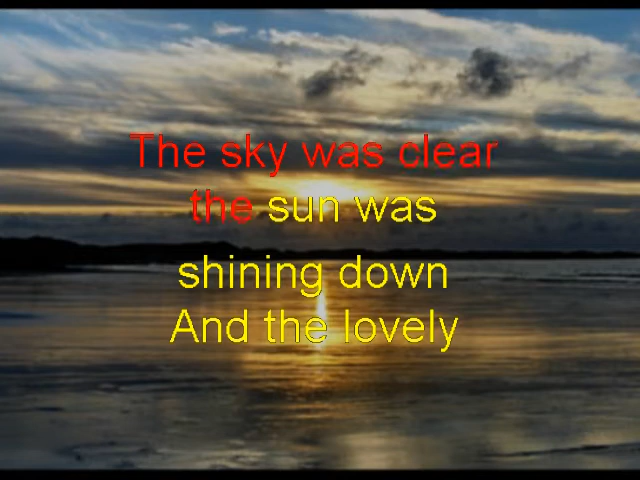 The sky was clear
the sun was
shining down
And the lovely